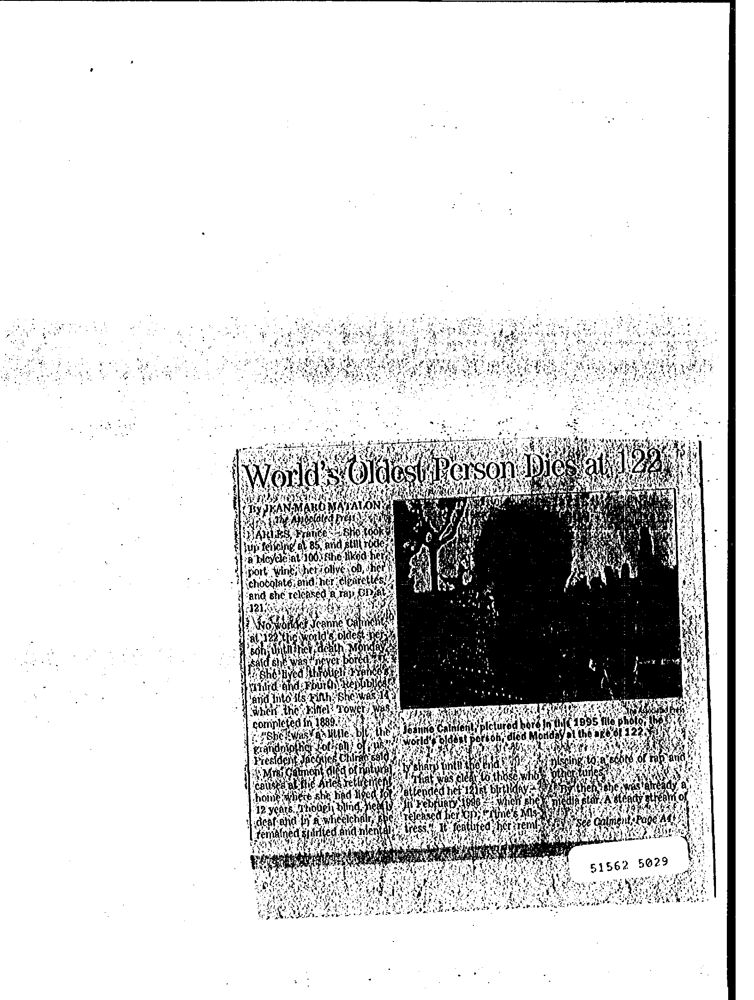 World's Oldest Person Dies at 122
By JEAN-MARC MATALON
The Associated Press
ARLES, France — She took
up fencing at 85, and still rode
a bicycle at 100. She liked her
port wine, her olive oil, her
chocolate and her cigarettes,
and she released a rap CD at
121.
No wonder Jeanne Calment,
at 122 the world's oldest per-
son until her death Monday,
said she was "never bored."
She lived through France's
Third and Fourth Republics
and into its Fifth. She was 14
when the Eiffel Tower was
completed in 1889.
"She was a little bit the
grandmother of all of us,"
President Jacques Chirac said.
Mrs. Calment died of natural
causes at the Arles retirement
home where she had lived for
12 years. Though blind, nearly
deaf and in a wheelchair, she
remained spirited and mental-
The Associated Press
Jeanne Calment, pictured here in this 1995 file photo, the
world's oldest person, died Monday at the age of 122.
ly sharp until the end.
That was clear to those who
attended her 121st birthday
in February 1996 — when she
released her CD, "Time's Mis-
tress." It featured her remi-
niscing to a score of rap and
other tunes.
By then, she was already a
media star. A steady stream of
See Calment, Page A4
51562 5029